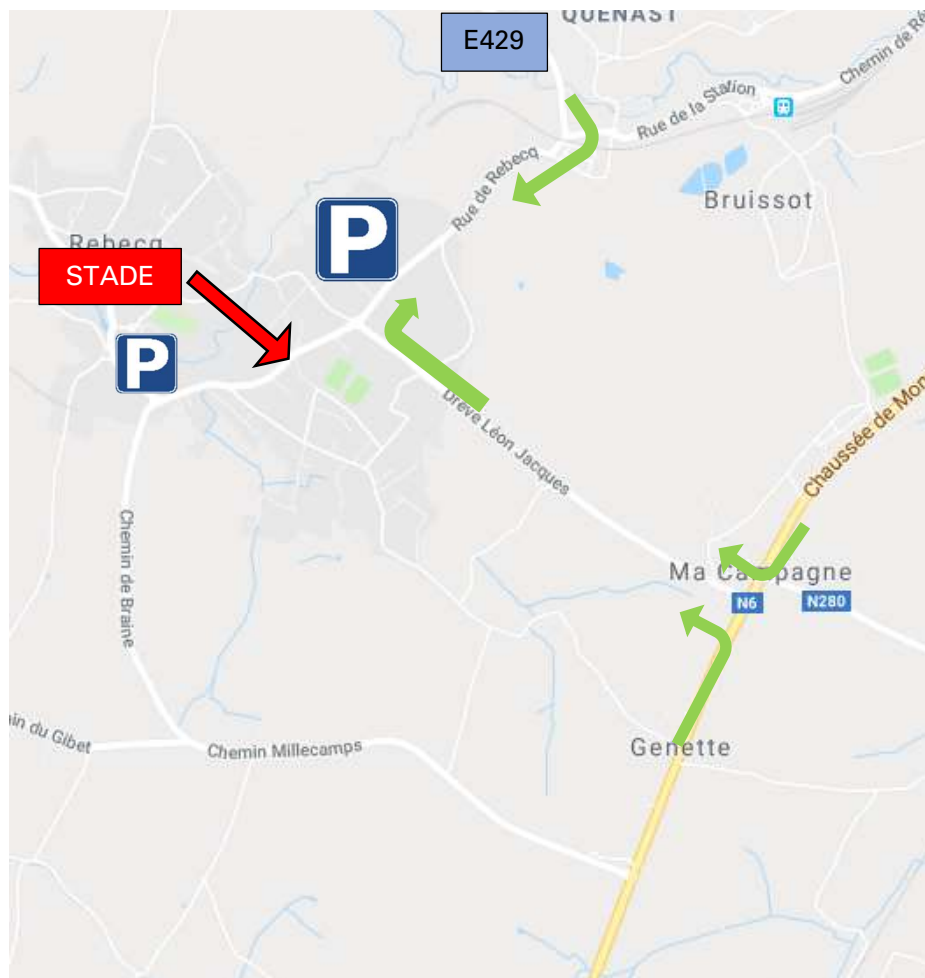 QUENAST
E429
Chemin de Ré
Rue de la Station
Rue de Rebecq
Bruissot
P
Rebecq
STADE
P
Drève Léon Jacques
Chaussée de Mon
Chemin de Braine
Ma Campagne
N6
N280
in du Gibet
Chemin Millecamps
Genette